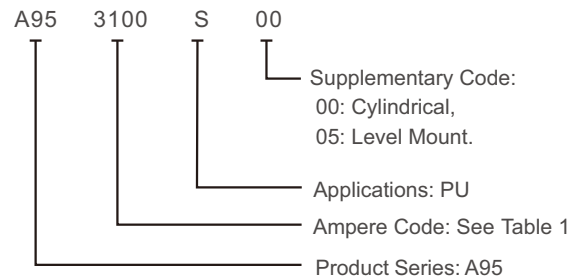 A95 3100 S 00
Supplementary Code:
00: Cylindrical,
05: Level Mount.
Applications: PU
Ampere Code: See Table 1
Product Series: A95